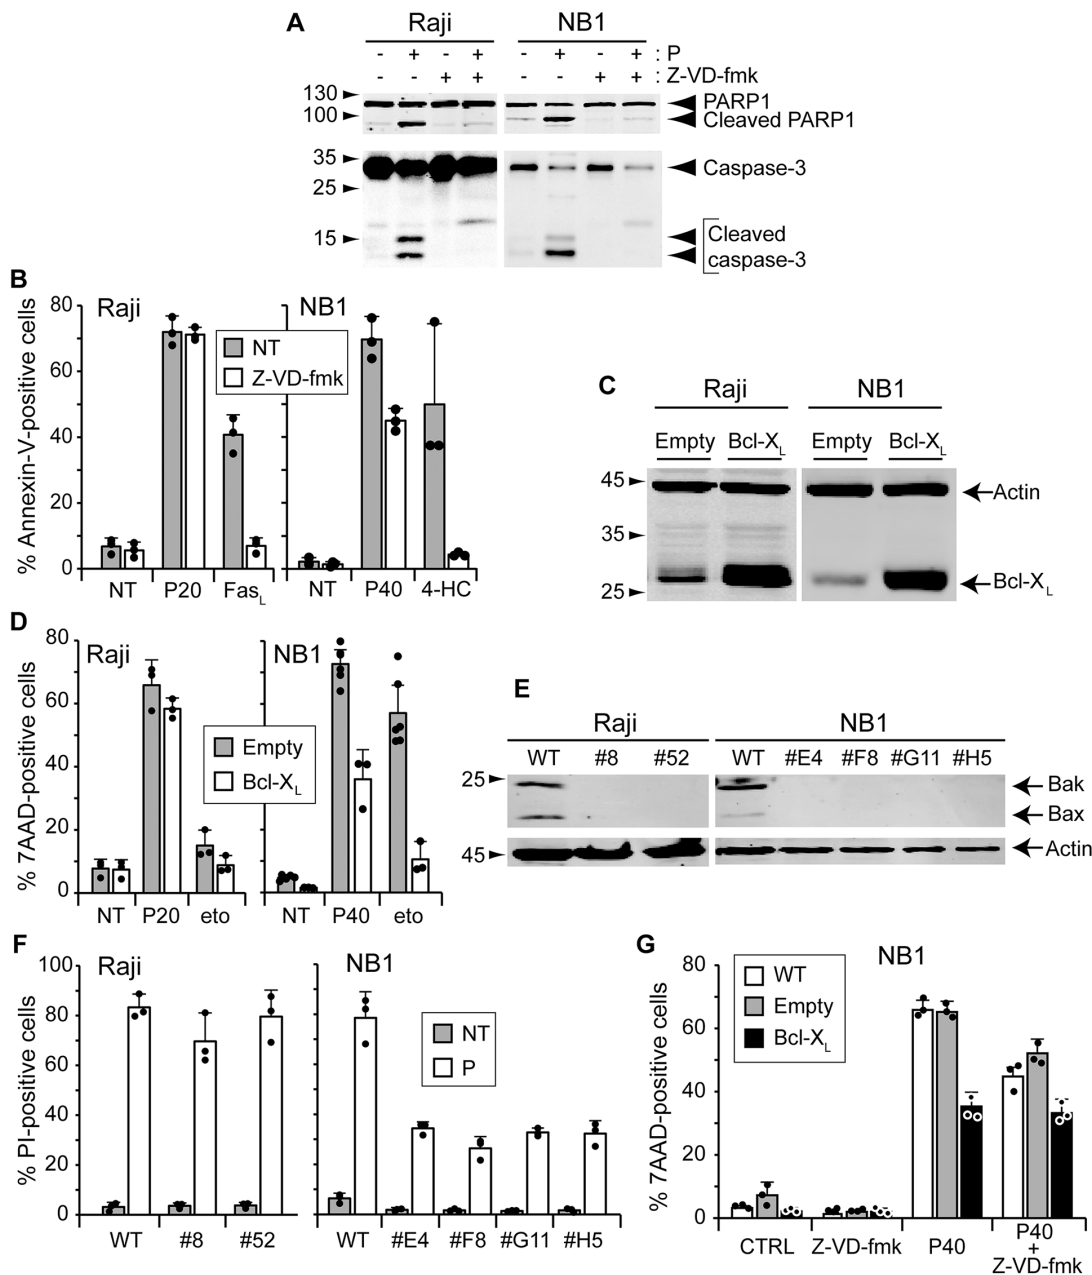 A
Raji
NB1
- + - + - + - + : P
- - + + - - + + : Z-VD-fmk
130
100
PARP1
Cleaved PARP1
35
25
15
Caspase-3
Cleaved
caspase-3
B
% Annexin-V-positive cells
80
60
40
20
0
Raji
NB1
NT
Z-VD-fmk
NT P20 FasL
NT P40 4-HC
C
Raji
NB1
Empty Bcl-XL Empty Bcl-XL
45
35
25
Actin
Bcl-XL
D
% 7AAD-positive cells
80
60
40
20
0
Raji
NB1
Empty
Bcl-XL
NT P20 eto
NT P40 eto
E
Raji
NB1
WT #8 #52 WT #E4 #F8 #G11 #H5
25
45
Bak
Bax
Actin
F
% PI-positive cells
100
80
60
40
20
0
Raji
NB1
NT
P
WT #8 #52
WT #E4 #F8 #G11 #H5
G
% 7AAD-positive cells
80
60
40
20
0
NB1
WT
Empty
Bcl-XL
CTRL Z-VD-fmk P40 P40
+
Z-VD-fmk